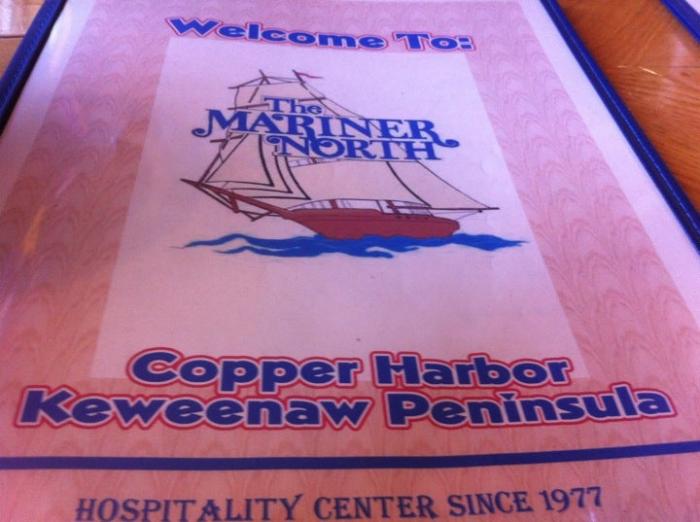 Welcome To:
The
MARINER
NORTH
Copper Harbor
Keweenaw Peninsula
HOSPITALITY CENTER SINCE 1977